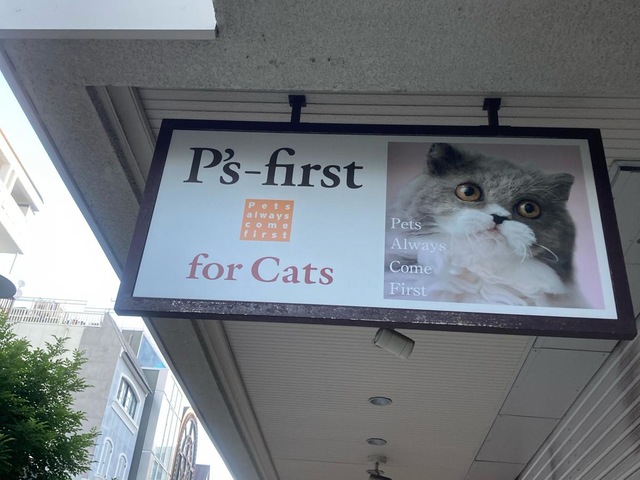 P's-first
Pets
always
come
first
for Cats
Pets
Always
Come
First